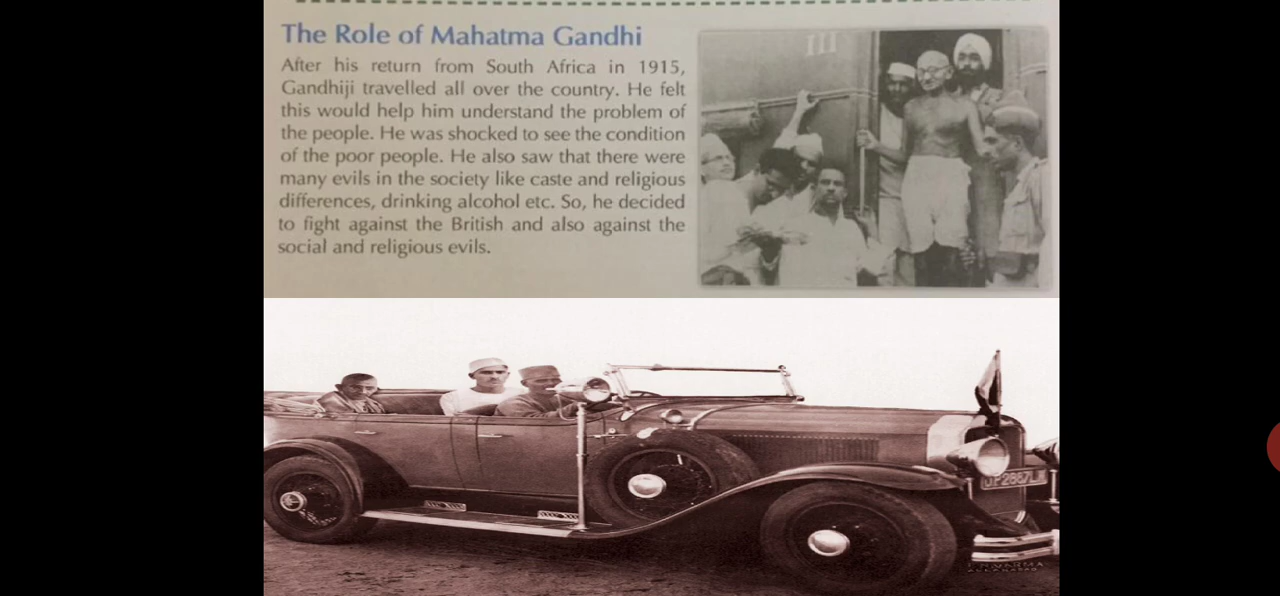 The Role of Mahatma Gandhi
After his return from South Africa in 1915,
Gandhiji travelled all over the country. He felt
this would help him understand the problem of
the people. He was shocked to see the condition
of the poor people. He also saw that there were
many evils in the society like caste and religious
differences, drinking alcohol etc. So, he decided
to fight against the British and also against the
social and religious evils.
III